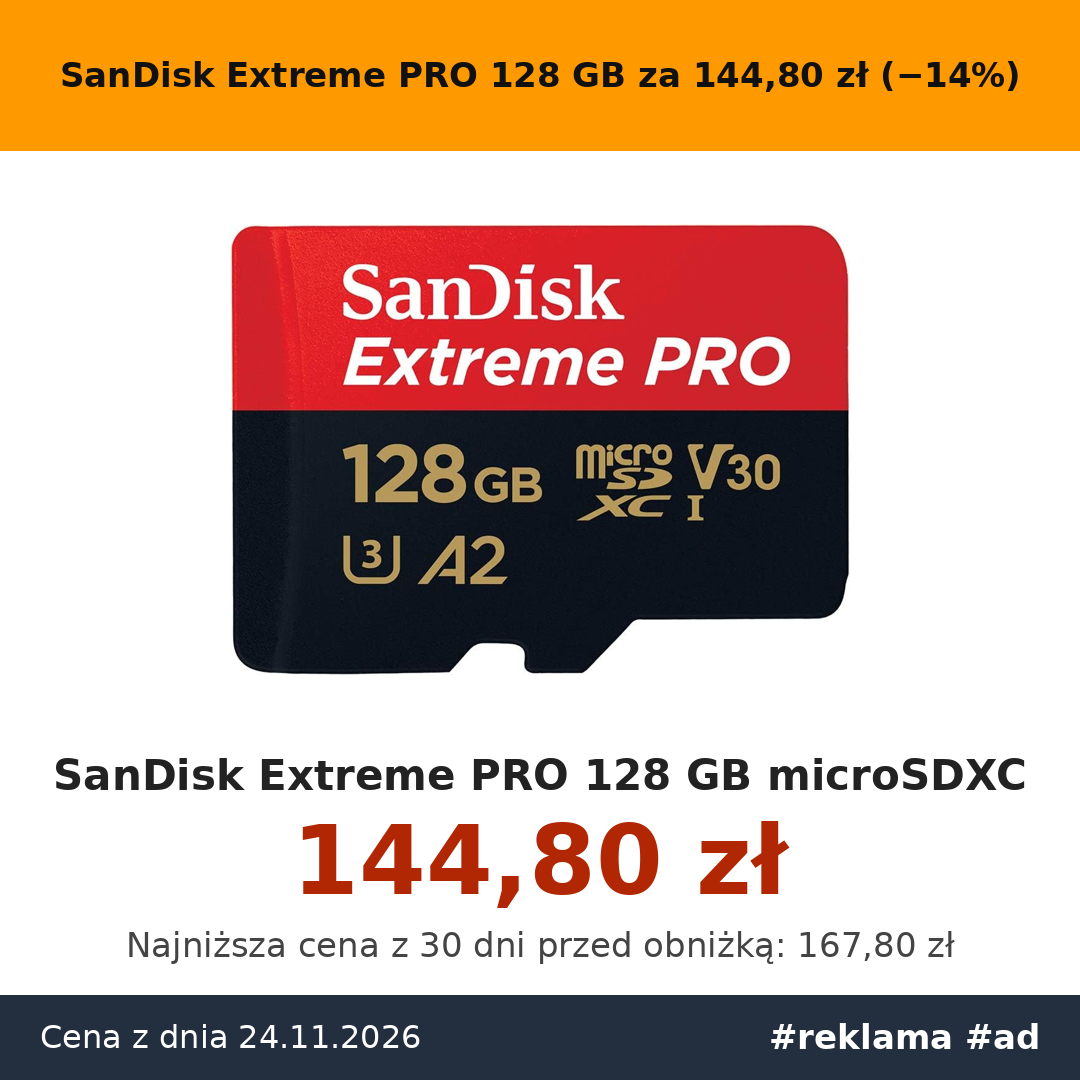 SanDisk Extreme PRO 128 GB za 144,80 zł (−14%)
SanDisk
Extreme PRO
128 GB micro SD XC I V30
3 A2
SanDisk Extreme PRO 128 GB microSDXC
144,80 zł
Najniższa cena z 30 dni przed obniżką: 167,80 zł
Cena z dnia 24.11.2026 #reklama #ad